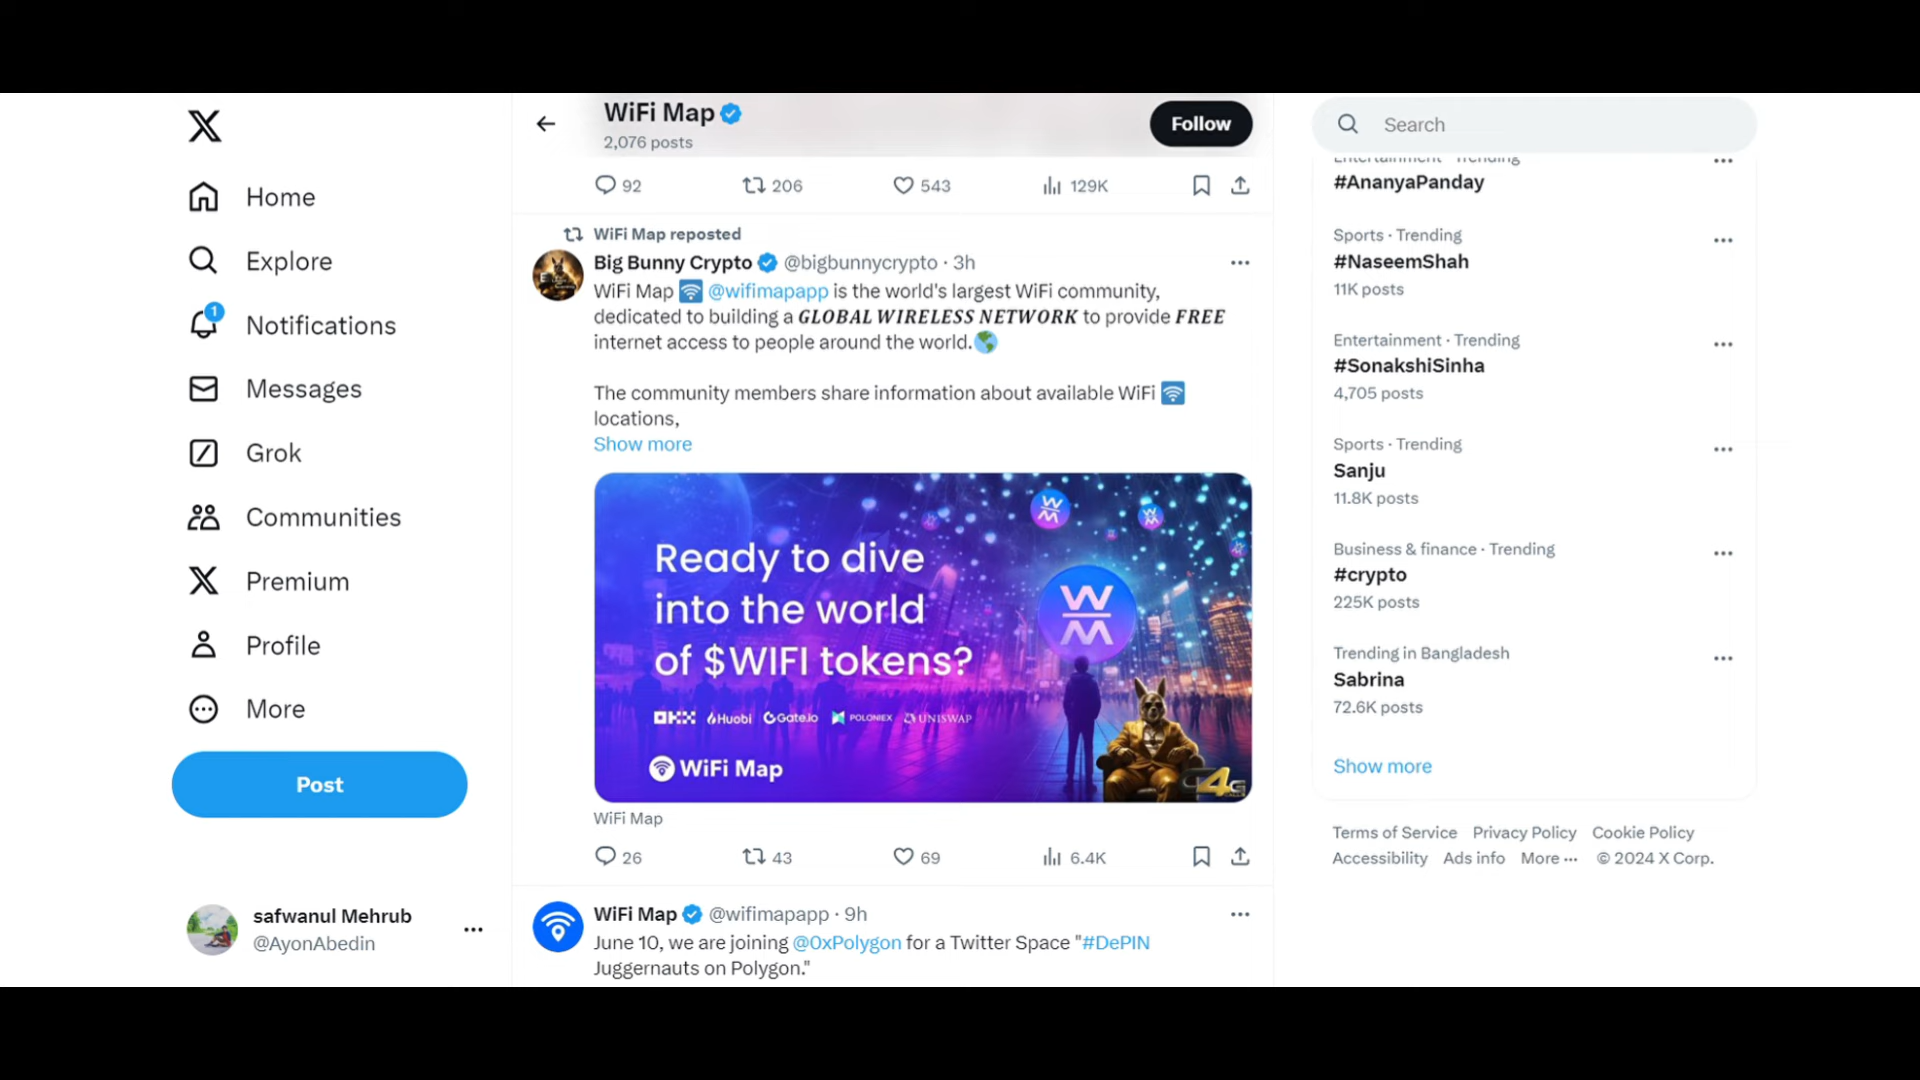 Home
Explore
1
Notifications
Messages
Grok
Communities
Premium
Profile
More
Post
safwanul Mehrub
@AyonAbedin
WiFi Map
2,076 posts
Follow
92 206 543 129K
WiFi Map reposted
Big Bunny Crypto @bigbunnycrypto · 3h
WiFi Map @wifimapapp is the world's largest WiFi community,
dedicated to building a GLOBAL WIRELESS NETWORK to provide FREE
internet access to people around the world.
The community members share information about available WiFi
locations,
Show more
Ready to dive
into the world
of $WIFI tokens?
OKX Huobi Gate.io POLONIEX UNISWAP
WiFi Map
WiFi Map
26 43 69 6.4K
WiFi Map @wifimapapp · 9h
June 10, we are joining @0xPolygon for a Twitter Space "#DePIN
Juggernauts on Polygon."
Search
Entertainment · Trending
#AnanyaPanday
Sports · Trending
#NaseemShah
11K posts
Entertainment · Trending
#SonakshiSinha
4,705 posts
Sports · Trending
Sanju
11.8K posts
Business & finance · Trending
#crypto
225K posts
Trending in Bangladesh
Sabrina
72.6K posts
Show more
Terms of Service Privacy Policy Cookie Policy
Accessibility Ads info More ··· © 2024 X Corp.